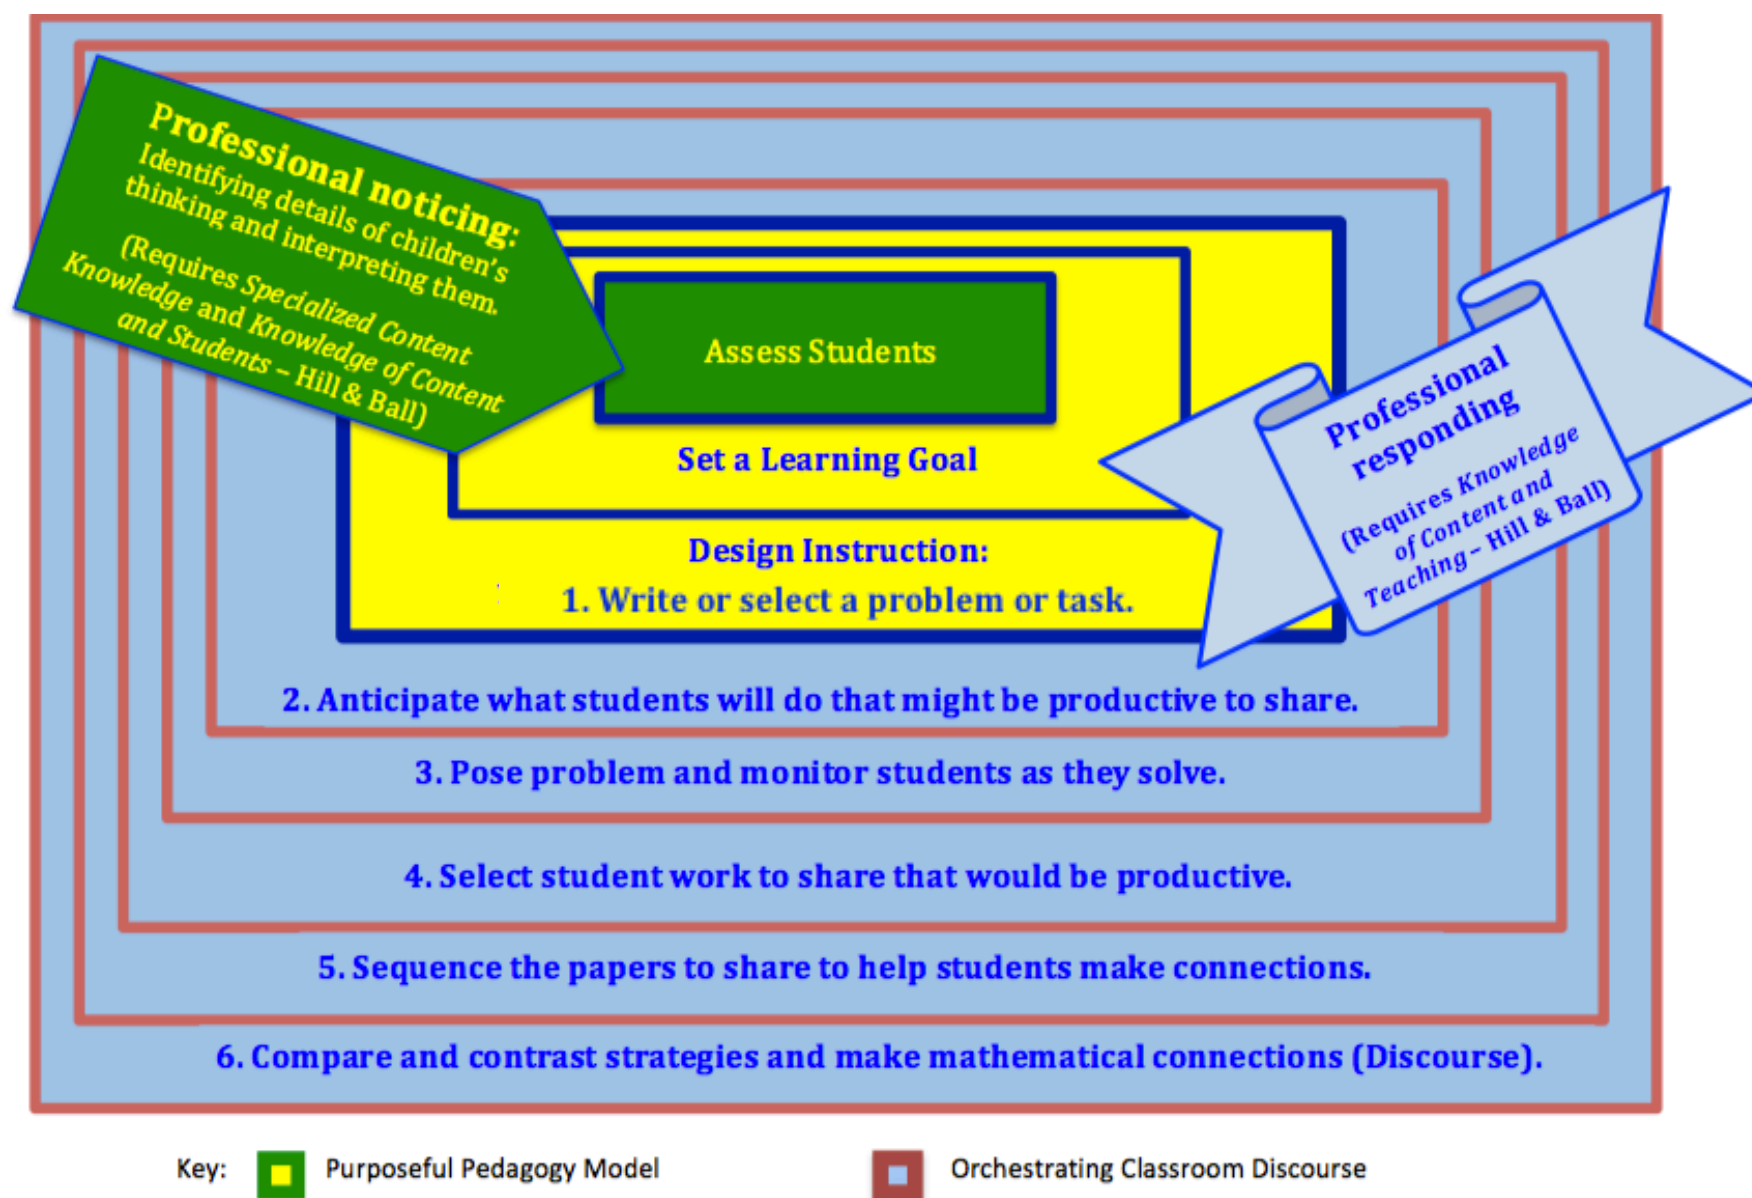 Professional noticing:
Identifying details of children's
thinking and interpreting them.
(Requires Specialized Content
Knowledge and Knowledge of Content
and Students – Hill & Ball)
Assess Students
Set a Learning Goal
Professional
responding
(Requires Knowledge
of Content and
Teaching – Hill & Ball)
Design Instruction:
1. Write or select a problem or task.
2. Anticipate what students will do that might be productive to share.
3. Pose problem and monitor students as they solve.
4. Select student work to share that would be productive.
5. Sequence the papers to share to help students make connections.
6. Compare and contrast strategies and make mathematical connections (Discourse).
Key: Purposeful Pedagogy Model Orchestrating Classroom Discourse